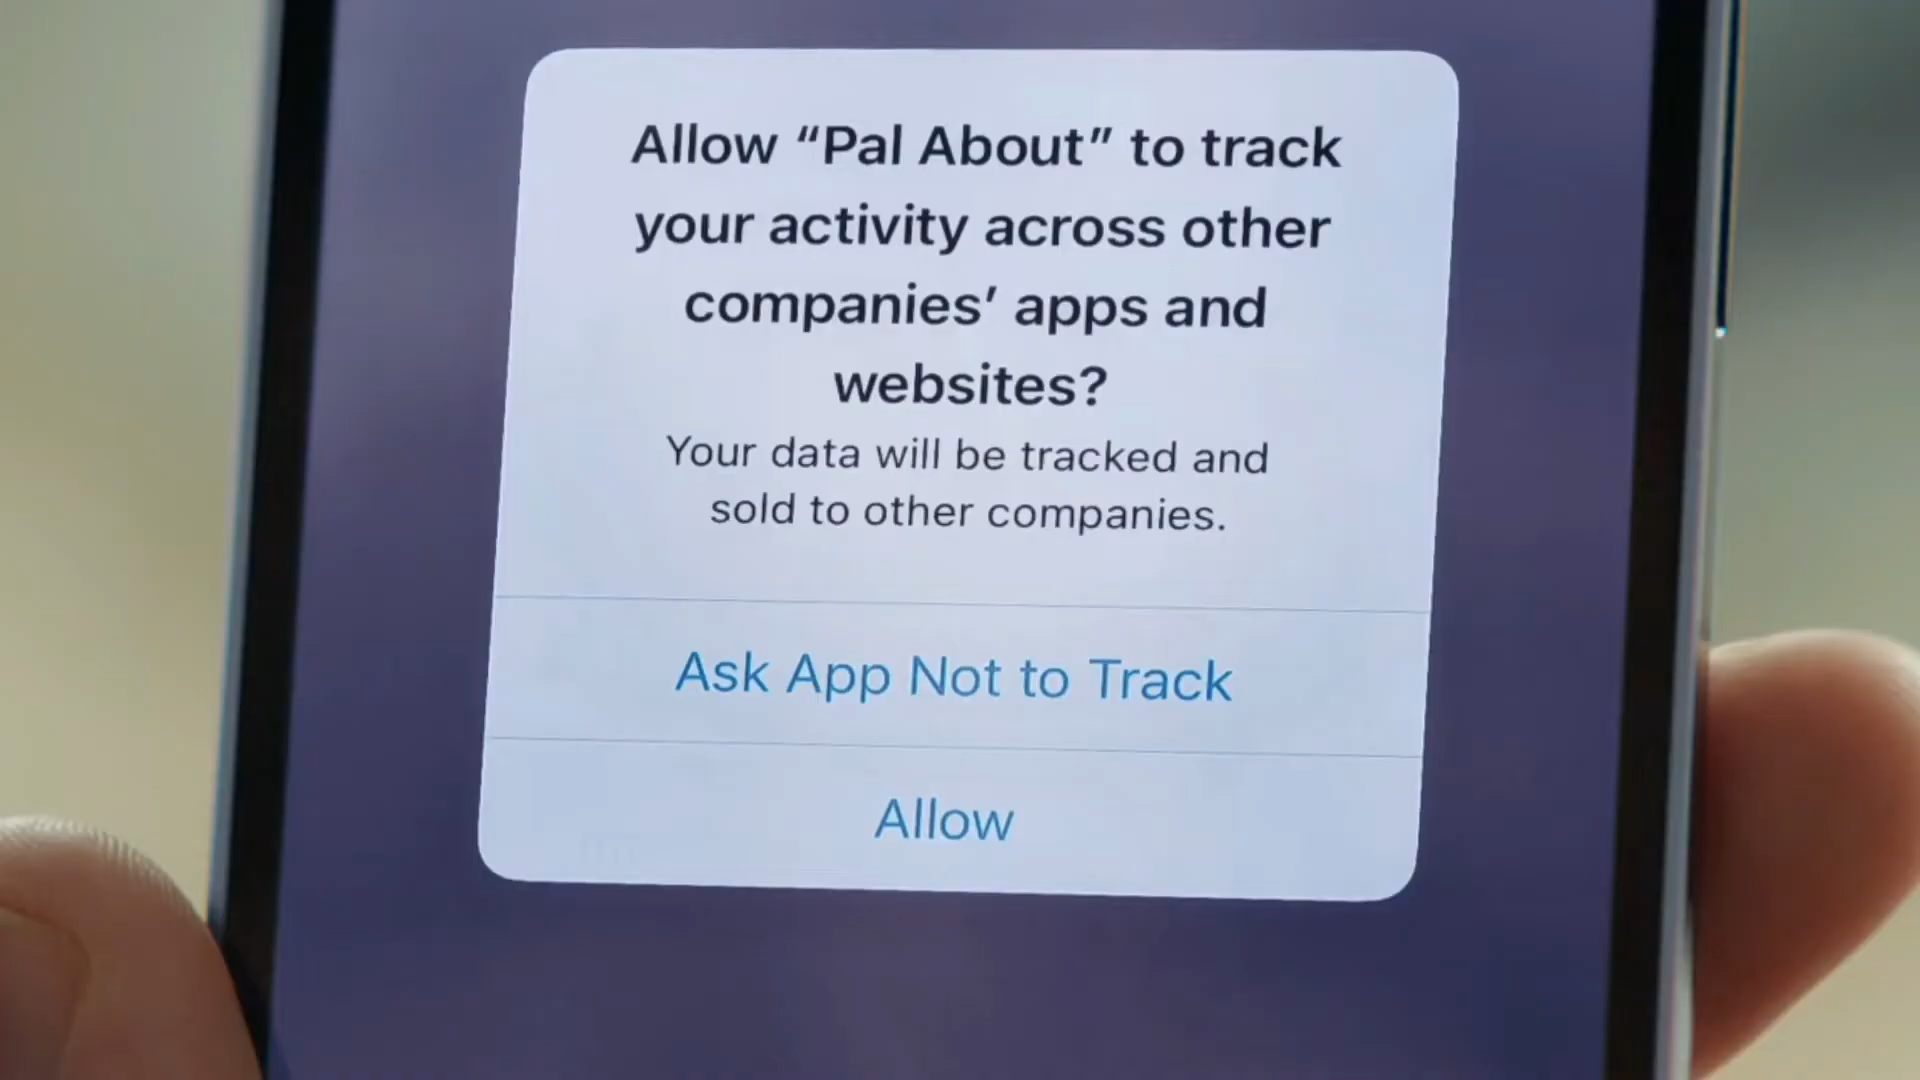 Allow “Pal About” to track
your activity across other
companies’ apps and
websites?
Your data will be tracked and
sold to other companies.
Ask App Not to Track
Allow